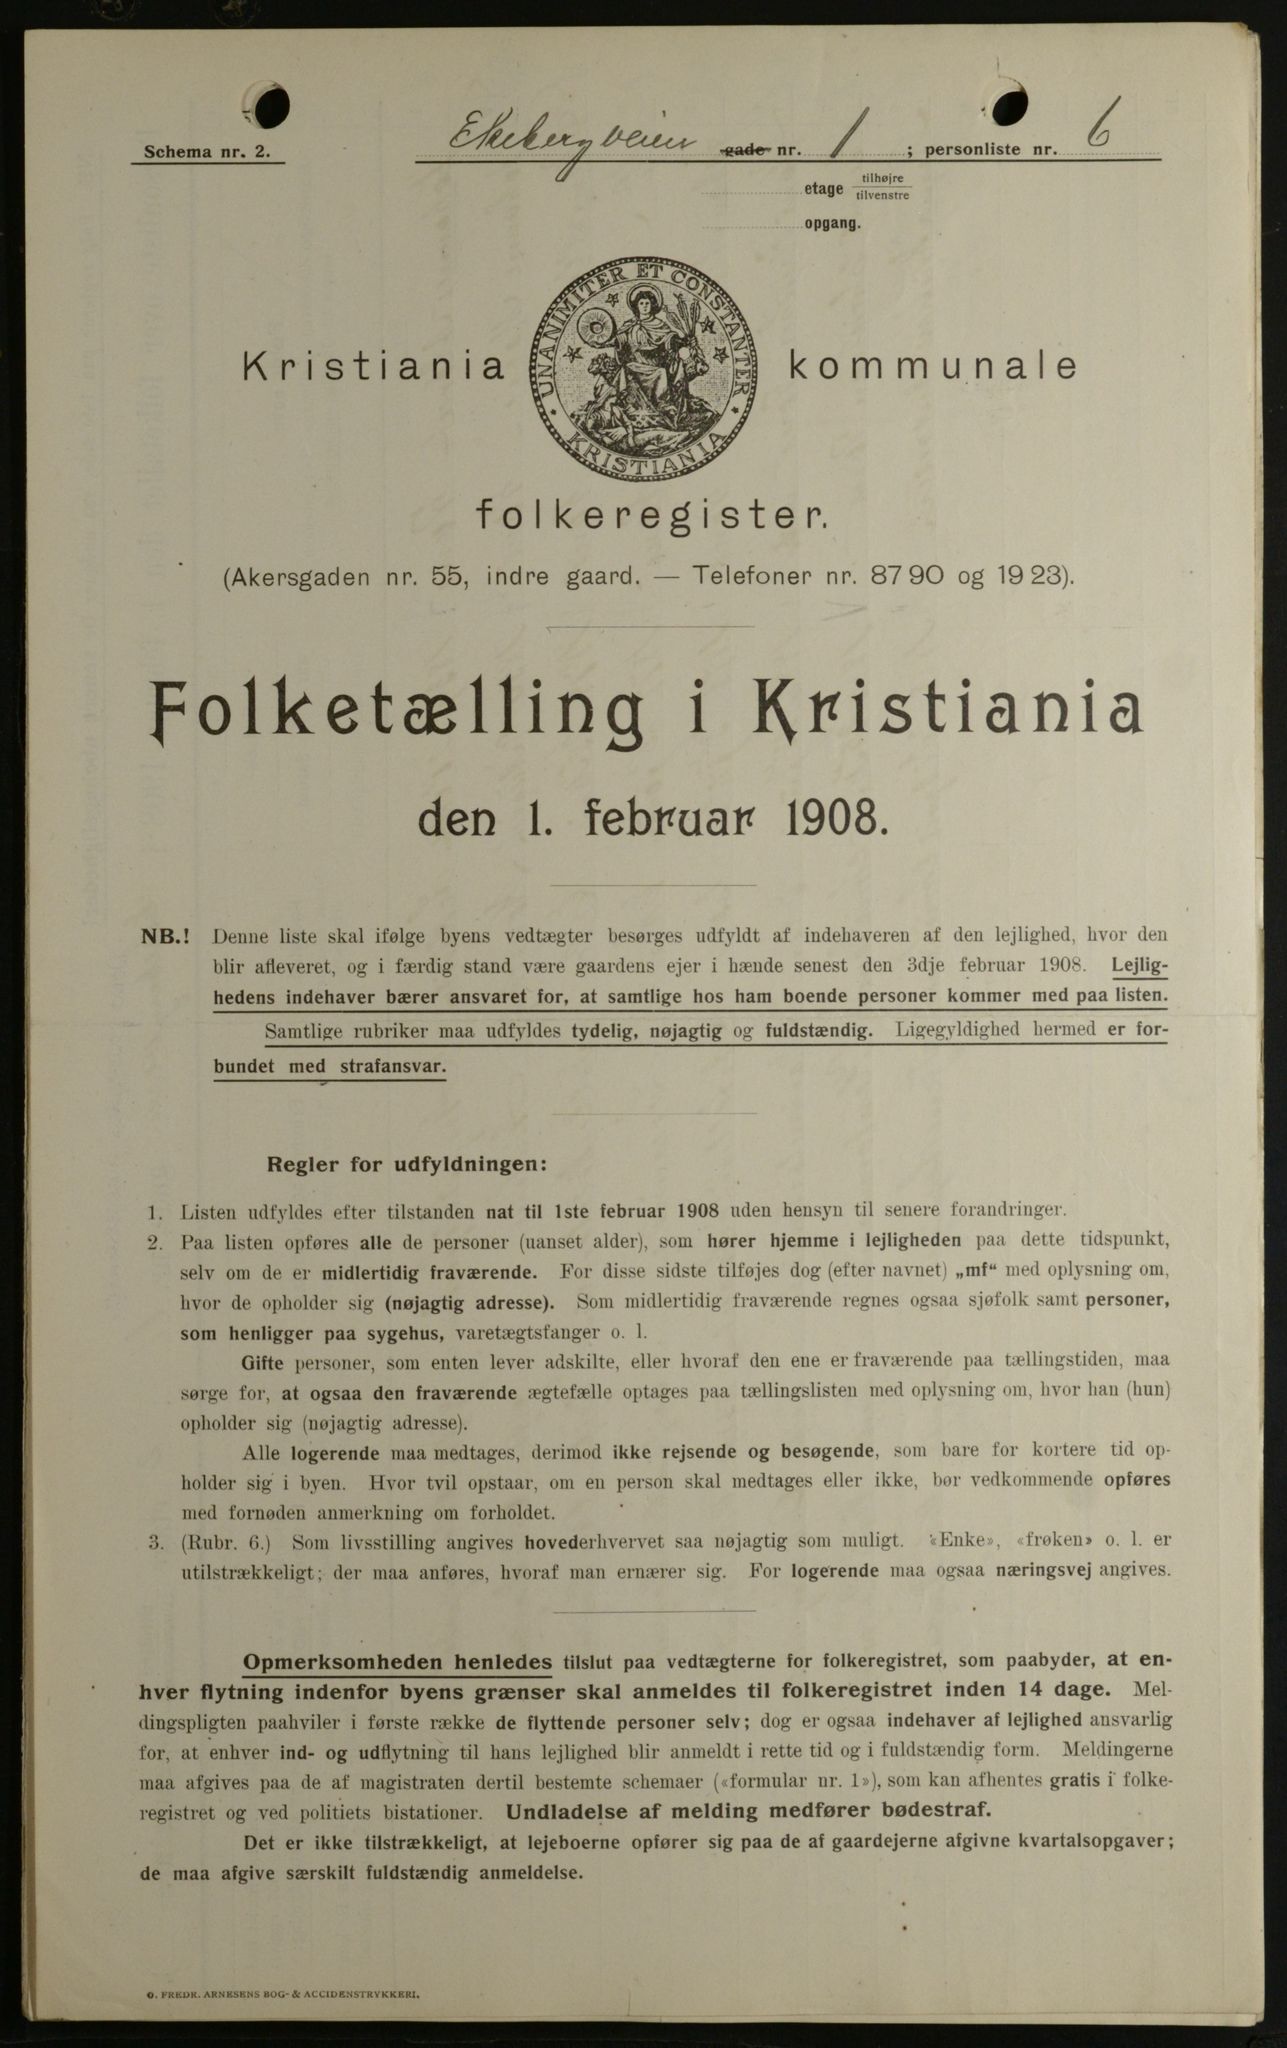 Schema nr. 2.
Ekebergveien gade nr. 1 ; personliste nr. 6
etage tilhøjre
tilvenstre
opgang.
UNANIMITER ET CONSTANTER
KRISTIANIA
Kristiania kommunale
folkeregister.
(Akersgaden nr. 55, indre gaard. — Telefoner nr. 8790 og 1923).
Folketælling i Kristiania
den 1. februar 1908.
NB.! Denne liste skal ifølge byens vedtægter besørges udfyldt af indehaveren af den lejlighed, hvor den
blir afleveret, og i færdig stand være gaardens ejer i hænde senest den 3dje februar 1908. Lejlig-
hedens indehaver bærer ansvaret for, at samtlige hos ham boende personer kommer med paa listen.
Samtlige rubriker maa udfyldes tydelig, nøjagtig og fuldstændig. Ligegyldighed hermed er for-
bundet med strafansvar.
Regler for udfyldningen:
1. Listen udfyldes efter tilstanden nat til 1ste februar 1908 uden hensyn til senere forandringer.
2. Paa listen opføres alle de personer (uanset alder), som hører hjemme i lejligheden paa dette tidspunkt,
selv om de er midlertidig fraværende. For disse sidste tilføjes dog (efter navnet) „mf“ med oplysning om,
hvor de opholder sig (nøjagtig adresse). Som midlertidig fraværende regnes ogsaa sjøfolk samt personer,
som henligger paa sygehus, varetægtsfanger o. l.
Gifte personer, som enten lever adskilte, eller hvoraf den ene er fraværende paa tællingstiden, maa
sørge for, at ogsaa den fraværende ægtefælle optages paa tællingslisten med oplysning om, hvor han (hun)
opholder sig (nøjagtig adresse).
Alle logerende maa medtages, derimod ikke rejsende og besøgende, som bare for kortere tid op-
holder sig i byen. Hvor tvil opstaar, om en person skal medtages eller ikke, bør vedkommende opføres
med fornøden anmerkning om forholdet.
3. (Rubr. 6.) Som livsstilling angives hovederhvervet saa nøjagtig som muligt. «Enke», «frøken» o. l. er
utilstrækkeligt; der maa anføres, hvoraf man ernærer sig. For logerende maa ogsaa næringsvej angives.
Opmerksomheden henledes tilslut paa vedtægterne for folkeregistret, som paabyder, at en-
hver flytning indenfor byens grænser skal anmeldes til folkeregistret inden 14 dage. Mel-
dingspligten paahviler i første række de flyttende personer selv; dog er ogsaa indehaver af lejlighed ansvarlig
for, at enhver ind- og udflytning til hans lejlighed blir anmeldt i rette tid og i fuldstændig form. Meldingerne
maa afgives paa de af magistraten dertil bestemte schemaer («formular nr. 1»), som kan afhentes gratis i folke-
registret og ved politiets bistationer. Undladelse af melding medfører bødestraf.
Det er ikke tilstrækkeligt, at lejeboerne opfører sig paa de af gaardejerne afgivne kvartalsopgaver;
de maa afgive særskilt fuldstændig anmeldelse.
O. FREDR. ARNESENS BOG- & ACCIDENSTRYKKERI.